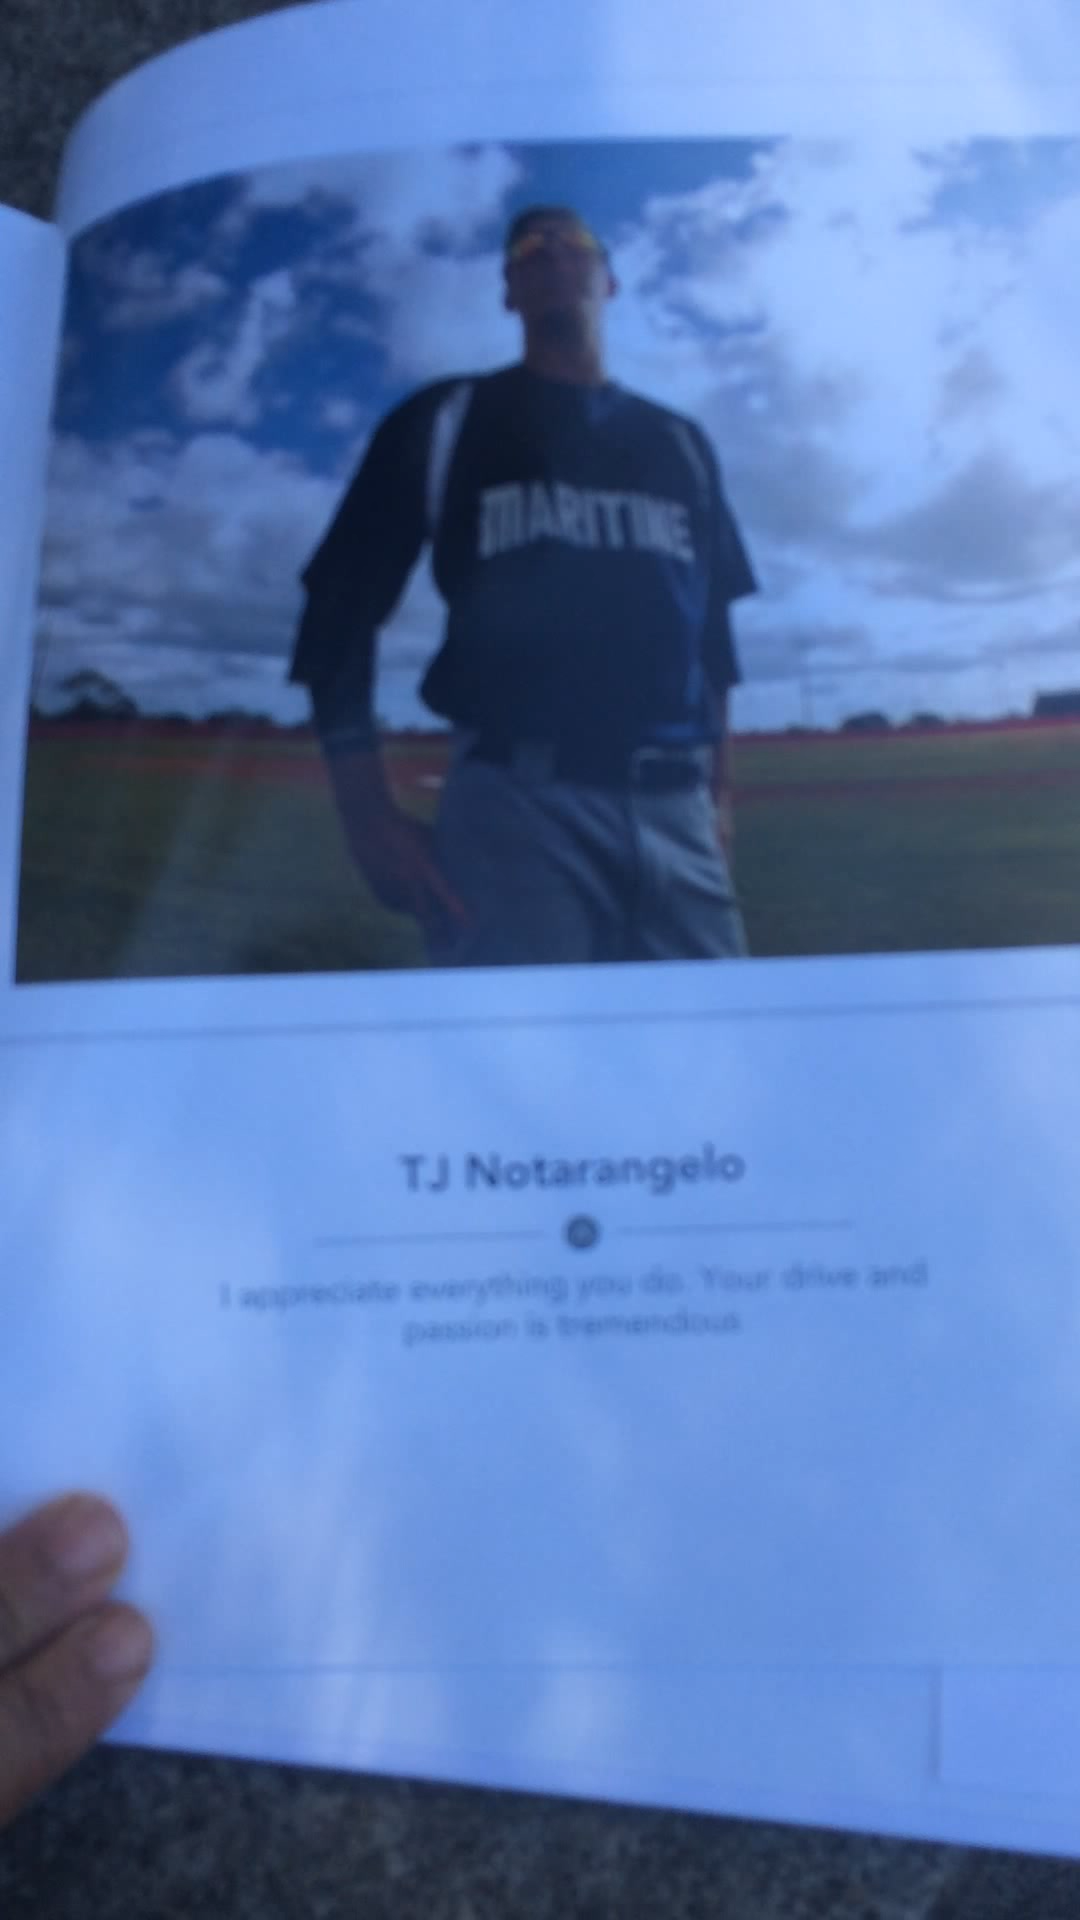 MARITIME
TJ Notarangelo
I appreciate everything you do. Your drive and
passion is tremendous